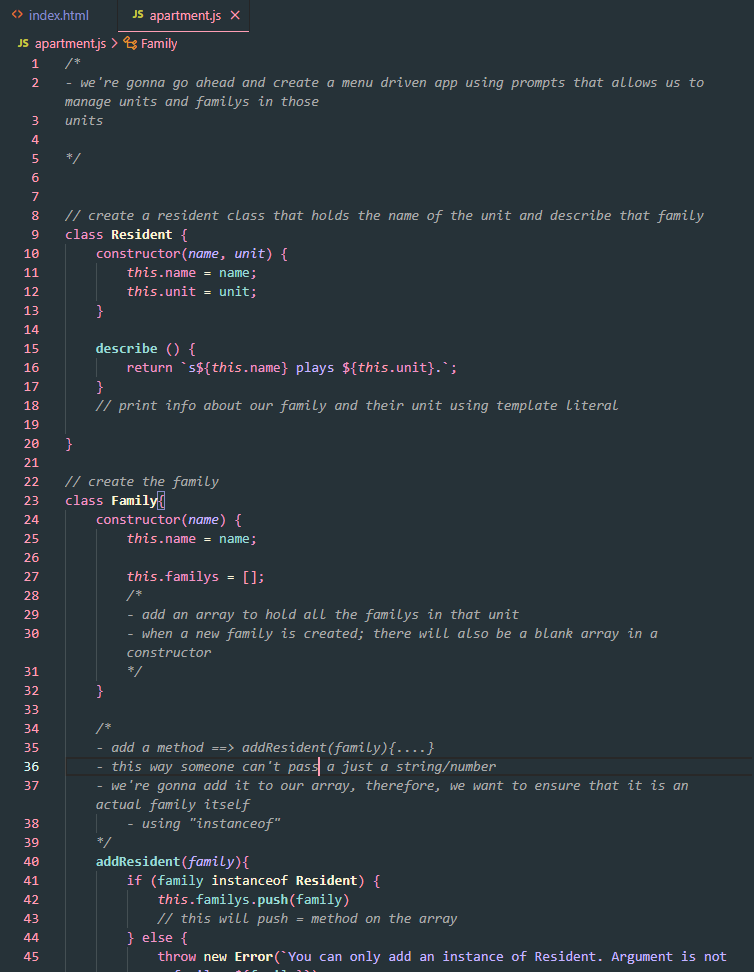 index.html
JS apartment.js ×
JS apartment.js > Family
1 /*
2 - we're gonna go ahead and create a menu driven app using prompts that allows us to
manage units and familys in those
3 units
4
5 */
6
7
8 // create a resident class that holds the name of the unit and describe that family
9 class Resident {
10 constructor(name, unit) {
11 this.name = name;
12 this.unit = unit;
13 }
14
15 describe () {
16 return `s${this.name} plays ${this.unit}.`;
17 }
18 // print info about our family and their unit using template literal
19
20 }
21
22 // create the family
23 class Family{
24 constructor(name) {
25 this.name = name;
26
27 this.familys = [];
28 /*
29 - add an array to hold all the familys in that unit
30 - when a new family is created; there will also be a blank array in a
constructor
31 */
32 }
33
34 /*
35 - add a method ==> addResident(family){....}
36 - this way someone can't pass a just a string/number
37 - we're gonna add it to our array, therefore, we want to ensure that it is an
actual family itself
38 - using "instanceof"
39 */
40 addResident(family){
41 if (family instanceof Resident) {
42 this.familys.push(family)
43 // this will push = method on the array
44 } else {
45 throw new Error(`You can only add an instance of Resident. Argument is not